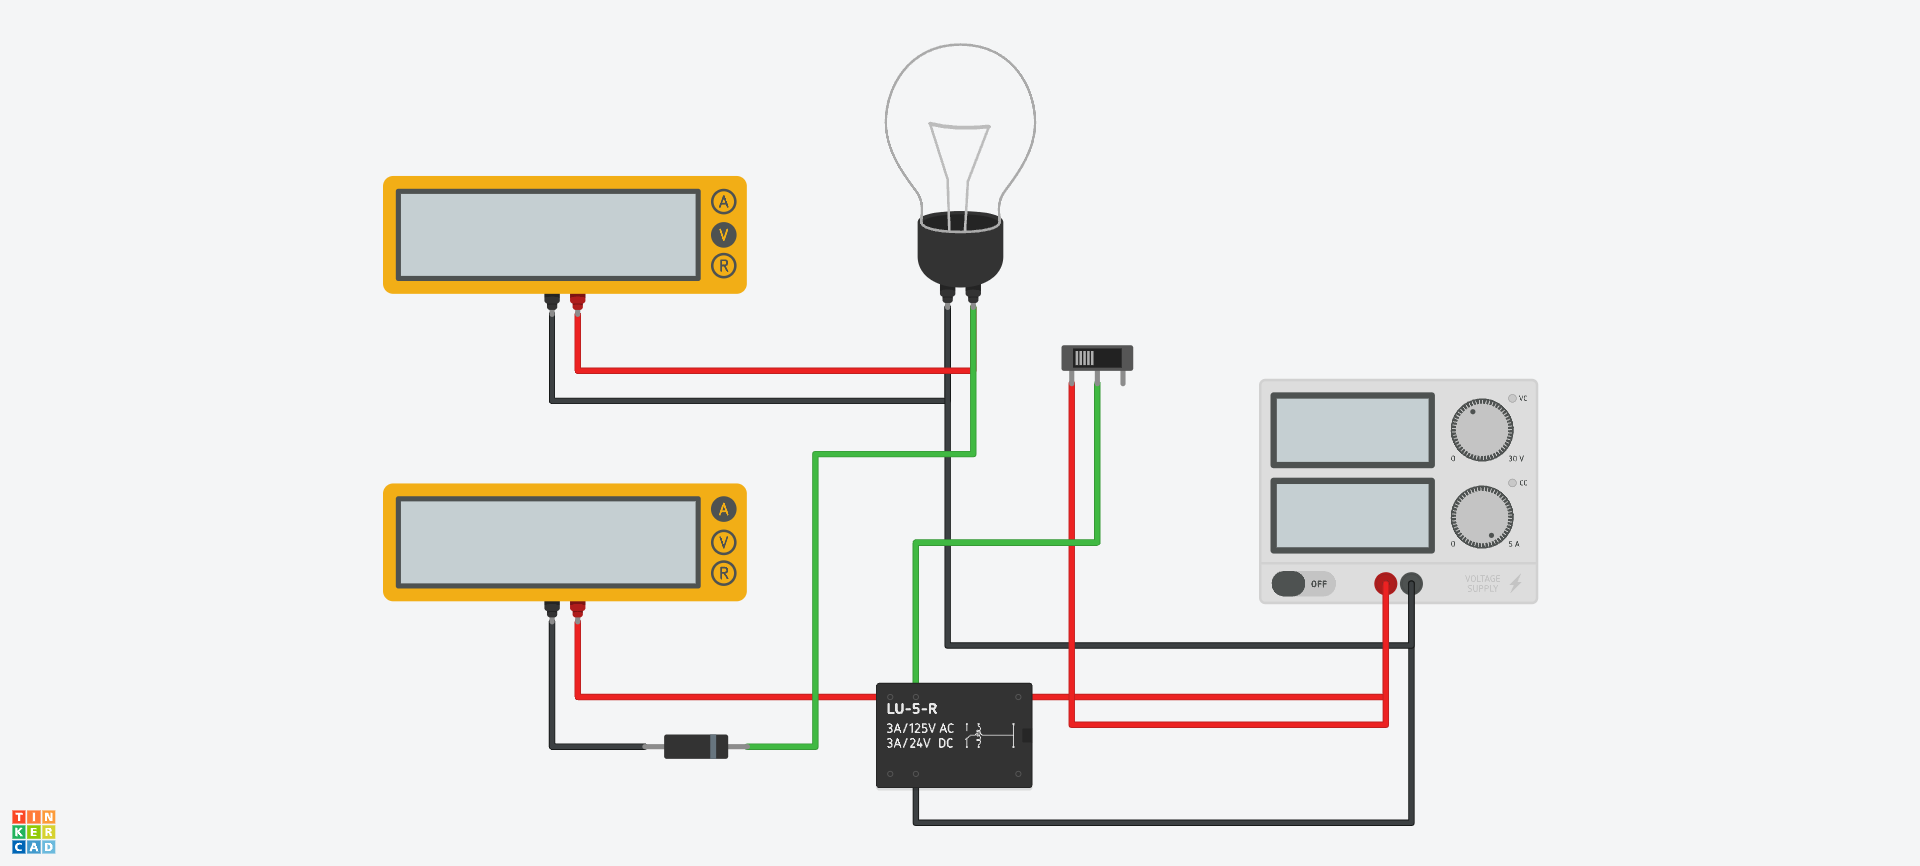 A
V
R
A
V
R
VC
0 30 V
CC
0 5 A
OFF
VOLTAGE
SUPPLY
LU-5-R
3A/125V AC
3A/24V DC
TIN
KER
CAD